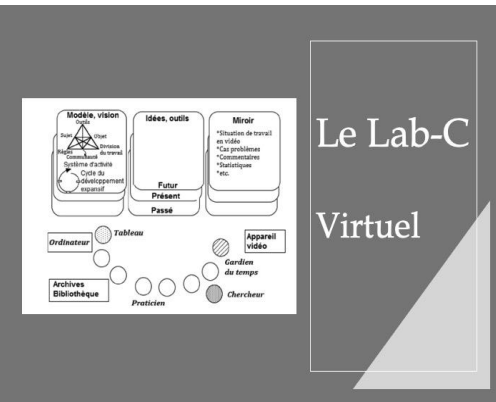 Modèle, vision
Outils
Sujet
Objet
Division
du travail
Règles
Communauté
Système d'activité
Cycle du
développement
expansif
Idées, outils
Futur
Présent
Passé
Miroir
*Situation de travail
en vidéo
*Cas problèmes
*Commentaires
*Statistiques
*etc.
Ordinateur
Tableau
Appareil
vidéo
Gardien
du temps
Archives
Bibliothèque
Praticien
Chercheur
Le Lab-C
Virtuel